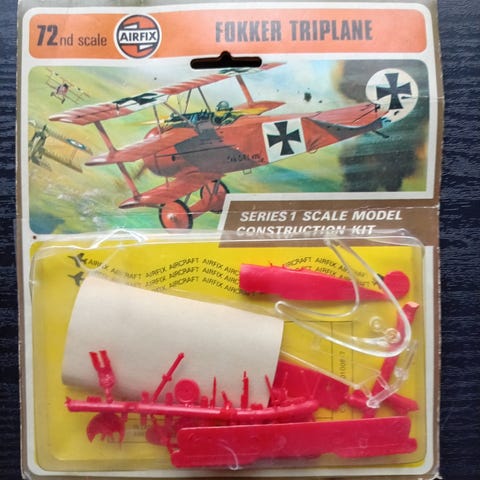 72nd scale
AIRFIX
FOKKER TRIPLANE
SERIES 1 SCALE MODEL
CONSTRUCTION KIT
AIRFIX AIRCRAFT AIRFIX AIRCRAFT AIRFIX AIRCRAFT